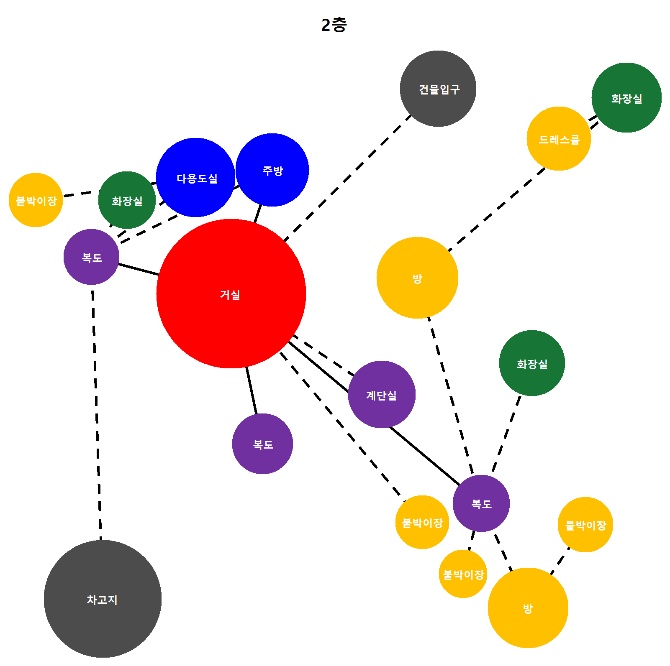 2층
건물입구
화장실
드레스룸
주방
다용도실
화장실
붙박이장
복도
방
거실
화장실
계단실
복도
복도
붙박이장
붙박이장
붙박이장
차고지
방